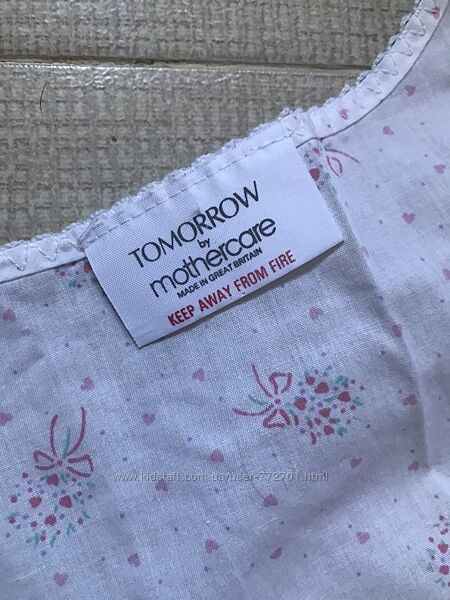 TOMORROW
by
mothercare
MADE IN GREAT BRITAIN
KEEP AWAY FROM FIRE
www.kidstaff.com.ua/user-772701.html